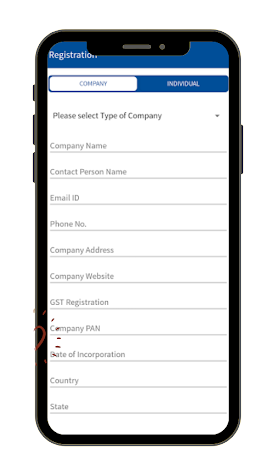 Registration
COMPANY INDIVIDUAL
Please select Type of Company
Company Name
Contact Person Name
Email ID
Phone No.
Company Address
Company Website
GST Registration
Company PAN
Date of Incorporation
Country
State